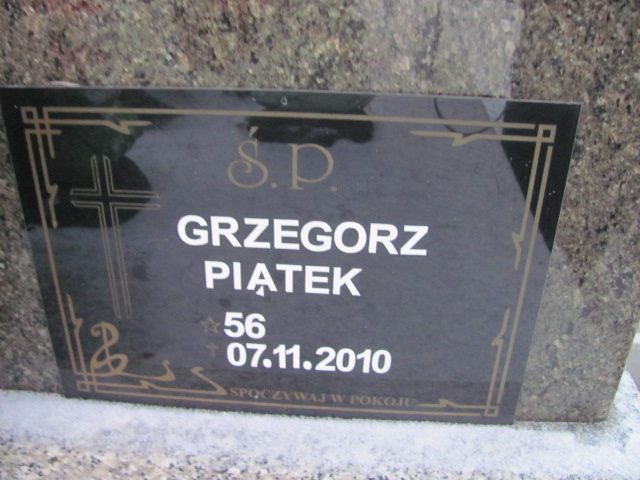 Ś.P.
GRZEGORZ
PIĄTEK
56
07.11.2010
SPOCZYWAJ W POKOJU